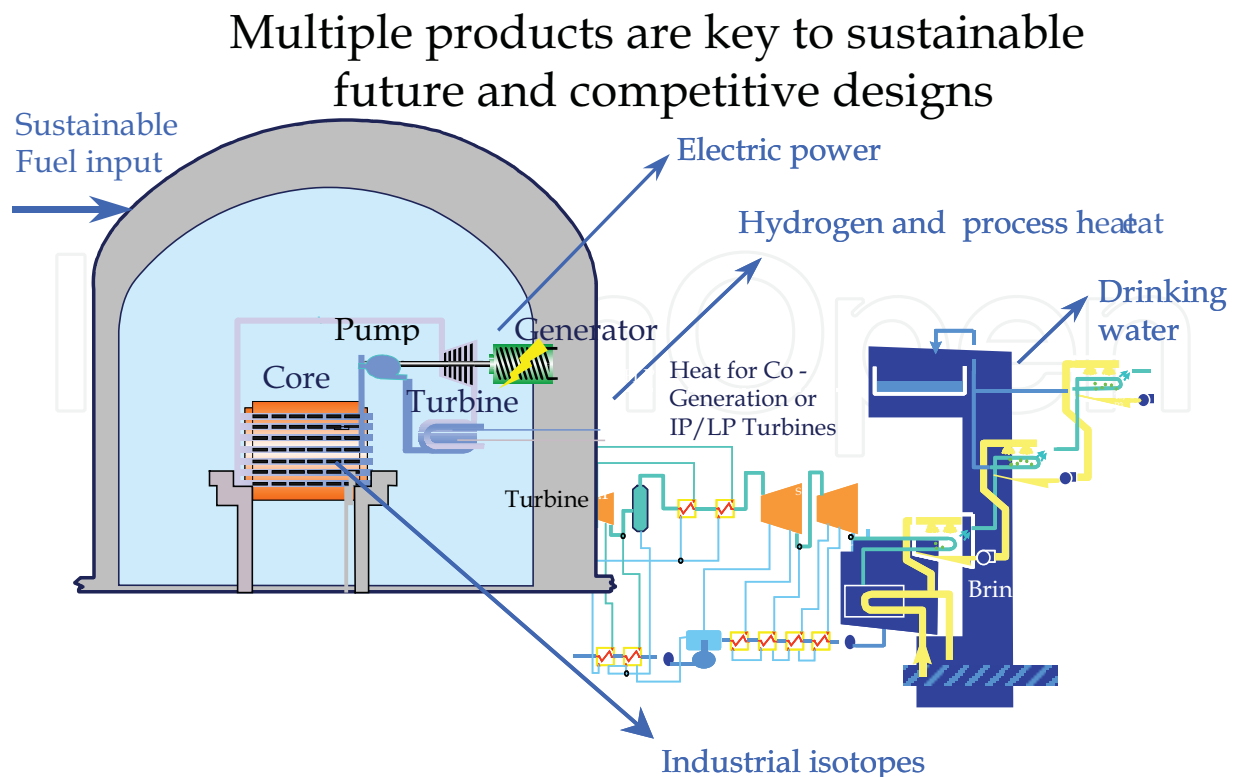 Multiple products are key to sustainable
future and competitive designs
Sustainable
Fuel input
Electric power
Hydrogen and process heat
Drinking
water
Pump
Generator
Core
Turbine
Heat for Co -
Generation or
IP/LP Turbines
Turbine
Brin
Industrial isotopes